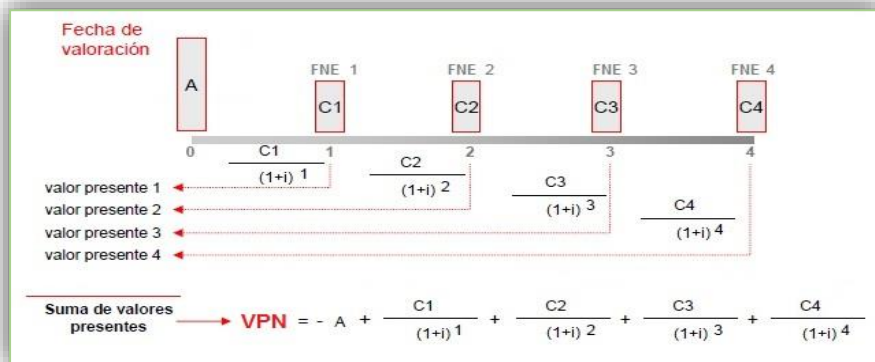 Fecha de
valoración
FNE 1 FNE 2 FNE 3 FNE 4
A
C1 C2 C3 C4
0 1 2 3 4
C1
(1+i) 1
C2
(1+i) 2
C3
(1+i) 3
C4
(1+i) 4
valor presente 1
valor presente 2
valor presente 3
valor presente 4
Suma de valores
presentes
VPN = - A + C1 + C2 + C3 + C4
(1+i) 1 (1+i) 2 (1+i) 3 (1+i) 4